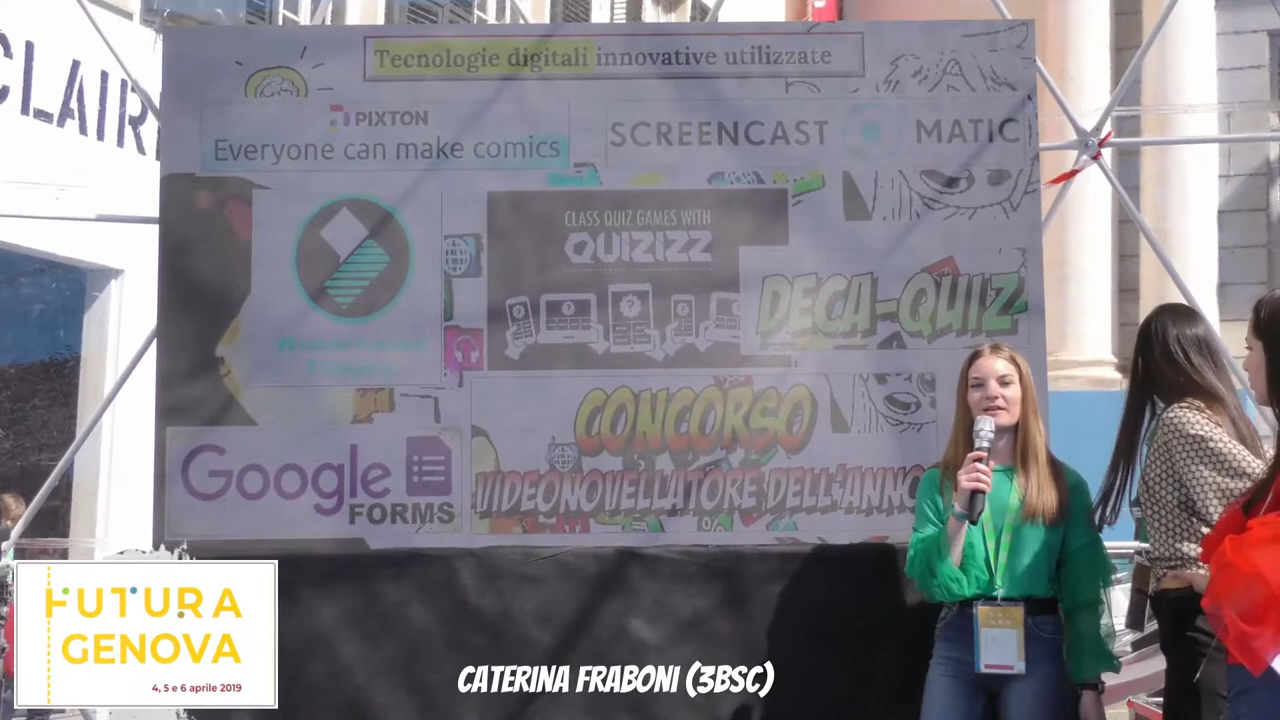 CLAIR
Tecnologie digitali innovative utilizzate
PIXTON
Everyone can make comics
SCREENCAST MATIC
CLASS QUIZ GAMES WITH
QUIZIZZ
DECA-QUIZ
CONCORSO
VIDEONOVELLATORE DELL'ANNO
Google
FORMS
FUTURA
GENOVA
4, 5 e 6 aprile 2019
CATERINA FRABONI (3BSC)